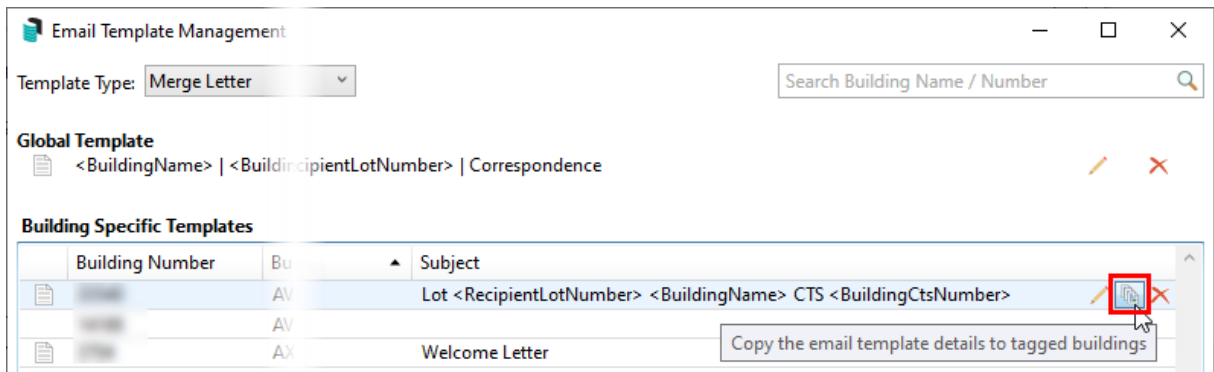 Email Template Management
Template Type: Merge Letter
Search Building Name / Number
Global Template
<BuildingName> | <BuildincipientLotNumber> | Correspondence
Building Specific Templates
Building Number Bu Subject
AV Lot <RecipientLotNumber> <BuildingName> CTS <BuildingCtsNumber>
AV
Copy the email template details to tagged buildings
AX Welcome Letter